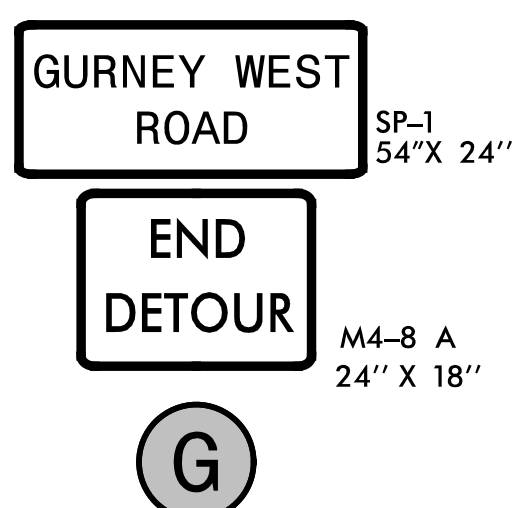 GURNEY WEST
ROAD
SP–1
54"X 24''
END
DETOUR
M4–8 A
24'' X 18''
G